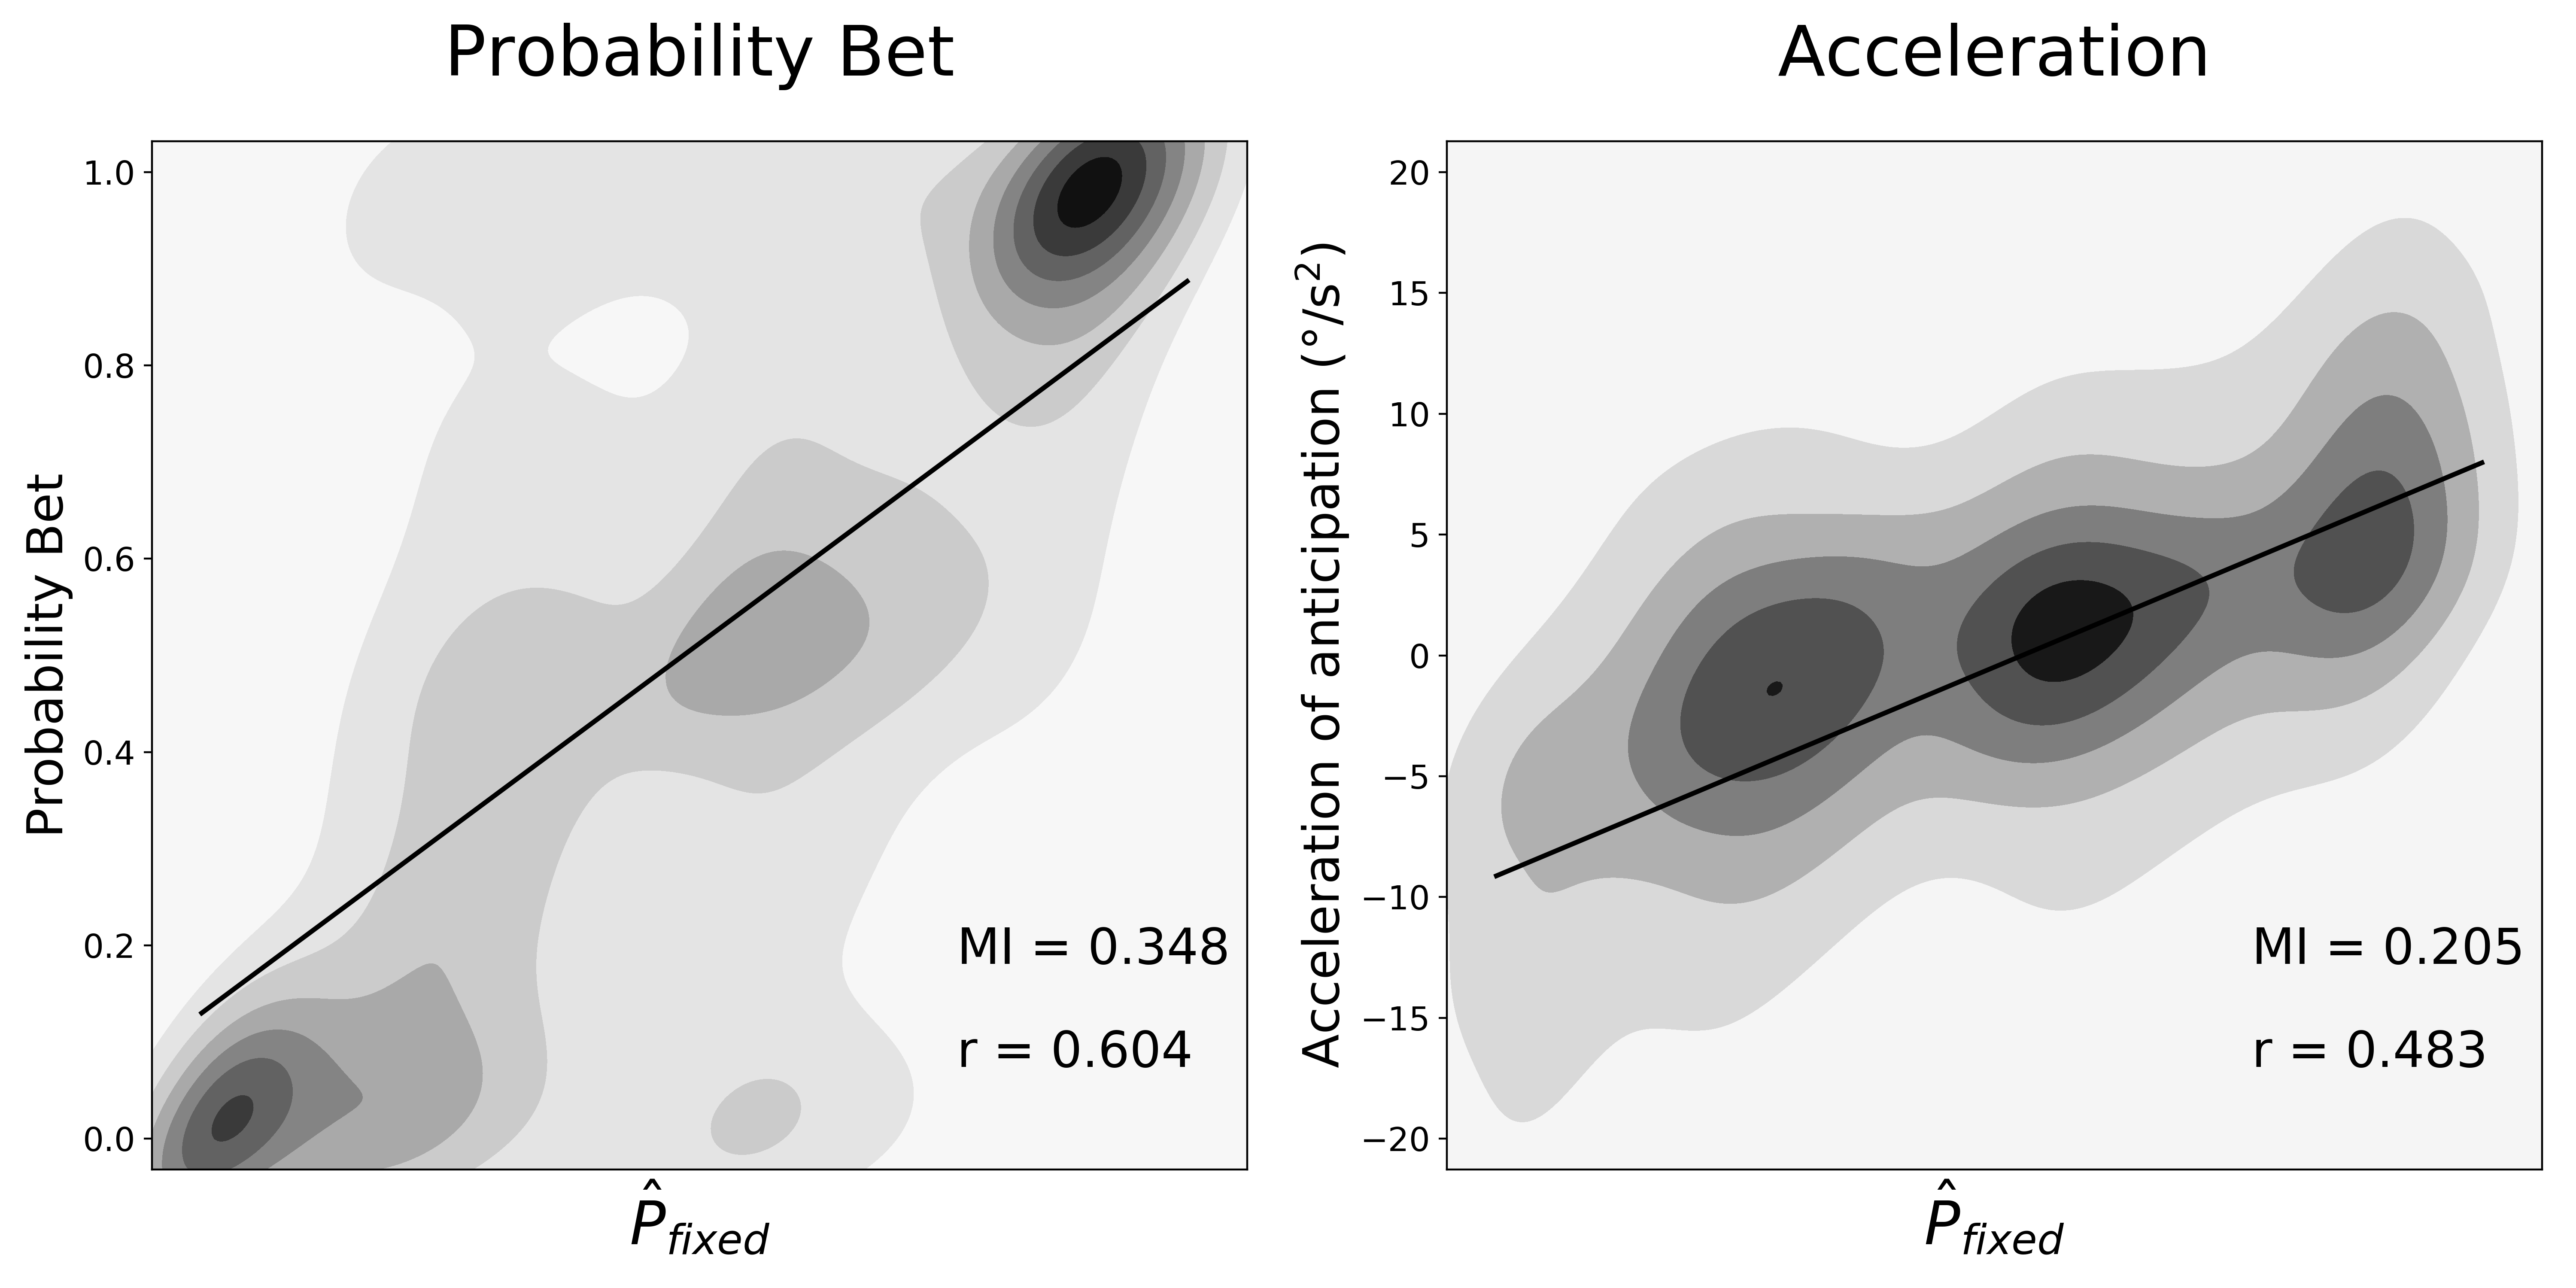 Probability Bet
Probability Bet
1.0
0.8
0.6
0.4
0.2
0.0
MI = 0.348
r = 0.604
P̂fixed
Acceleration
Acceleration of anticipation (°/s²)
20
15
10
5
0
−5
−10
−15
−20
MI = 0.205
r = 0.483
P̂fixed